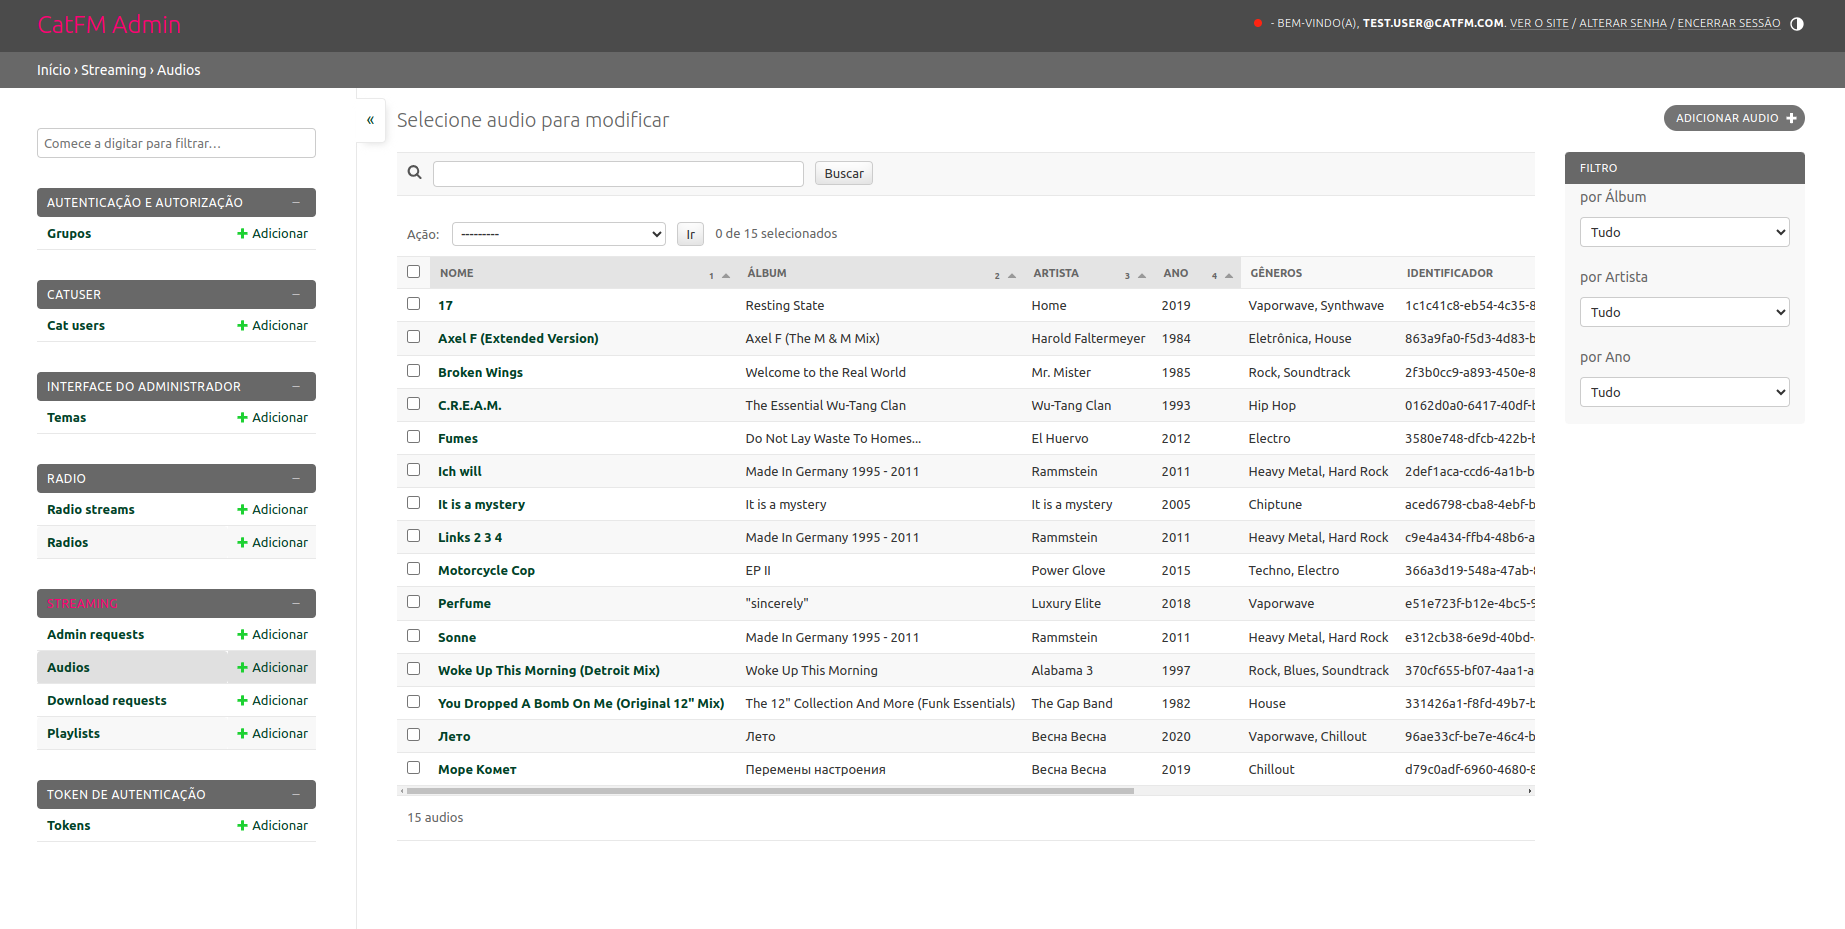 CatFM Admin
- BEM-VINDO(A), TEST.USER@CATFM.COM. VER O SITE / ALTERAR SENHA / ENCERRAR SESSÃO
Início › Streaming › Audios
Comece a digitar para filtrar…
AUTENTICAÇÃO E AUTORIZAÇÃO –
Grupos Adicionar
CATUSER –
Cat users Adicionar
INTERFACE DO ADMINISTRADOR –
Temas Adicionar
RADIO –
Radio streams Adicionar
Radios Adicionar
STREAMING –
Admin requests Adicionar
Audios Adicionar
Download requests Adicionar
Playlists Adicionar
TOKEN DE AUTENTICAÇÃO –
Tokens Adicionar
«
Selecione audio para modificar
ADICIONAR AUDIO
Buscar
Ação: --------- Ir 0 de 15 selecionados
NOME 1 ÁLBUM 2 ARTISTA 3 ANO 4 GÊNEROS IDENTIFICADOR
17 Resting State Home 2019 Vaporwave, Synthwave 1c1c41c8-eb54-4c35-8
Axel F (Extended Version) Axel F (The M & M Mix) Harold Faltermeyer 1984 Eletrônica, House 863a9fa0-f5d3-4d83-b
Broken Wings Welcome to the Real World Mr. Mister 1985 Rock, Soundtrack 2f3b0cc9-a893-450e-8
C.R.E.A.M. The Essential Wu-Tang Clan Wu-Tang Clan 1993 Hip Hop 0162d0a0-6417-40df-b
Fumes Do Not Lay Waste To Homes... El Huervo 2012 Electro 3580e748-dfcb-422b-b
Ich will Made In Germany 1995 - 2011 Rammstein 2011 Heavy Metal, Hard Rock 2def1aca-ccd6-4a1b-b
It is a mystery It is a mystery It is a mystery 2005 Chiptune aced6798-cba8-4ebf-b
Links 2 3 4 Made In Germany 1995 - 2011 Rammstein 2011 Heavy Metal, Hard Rock c9e4a434-ffb4-48b6-a
Motorcycle Cop EP II Power Glove 2015 Techno, Electro 366a3d19-548a-47ab-
Perfume "sincerely" Luxury Elite 2018 Vaporwave e51e723f-b12e-4bc5-9
Sonne Made In Germany 1995 - 2011 Rammstein 2011 Heavy Metal, Hard Rock e312cb38-6e9d-40bd-
Woke Up This Morning (Detroit Mix) Woke Up This Morning Alabama 3 1997 Rock, Blues, Soundtrack 370cf655-bf07-4aa1-a
You Dropped A Bomb On Me (Original 12" Mix) The 12" Collection And More (Funk Essentials) The Gap Band 1982 House 331426a1-f8fd-49b7-b
Лето Лето Весна Весна 2020 Vaporwave, Chillout 96ae33cf-be7e-46c4-b
Море Комет Перемены настроения Весна Весна 2019 Chillout d79c0adf-6960-4680-8
15 audios
FILTRO
por Álbum
Tudo
por Artista
Tudo
por Ano
Tudo